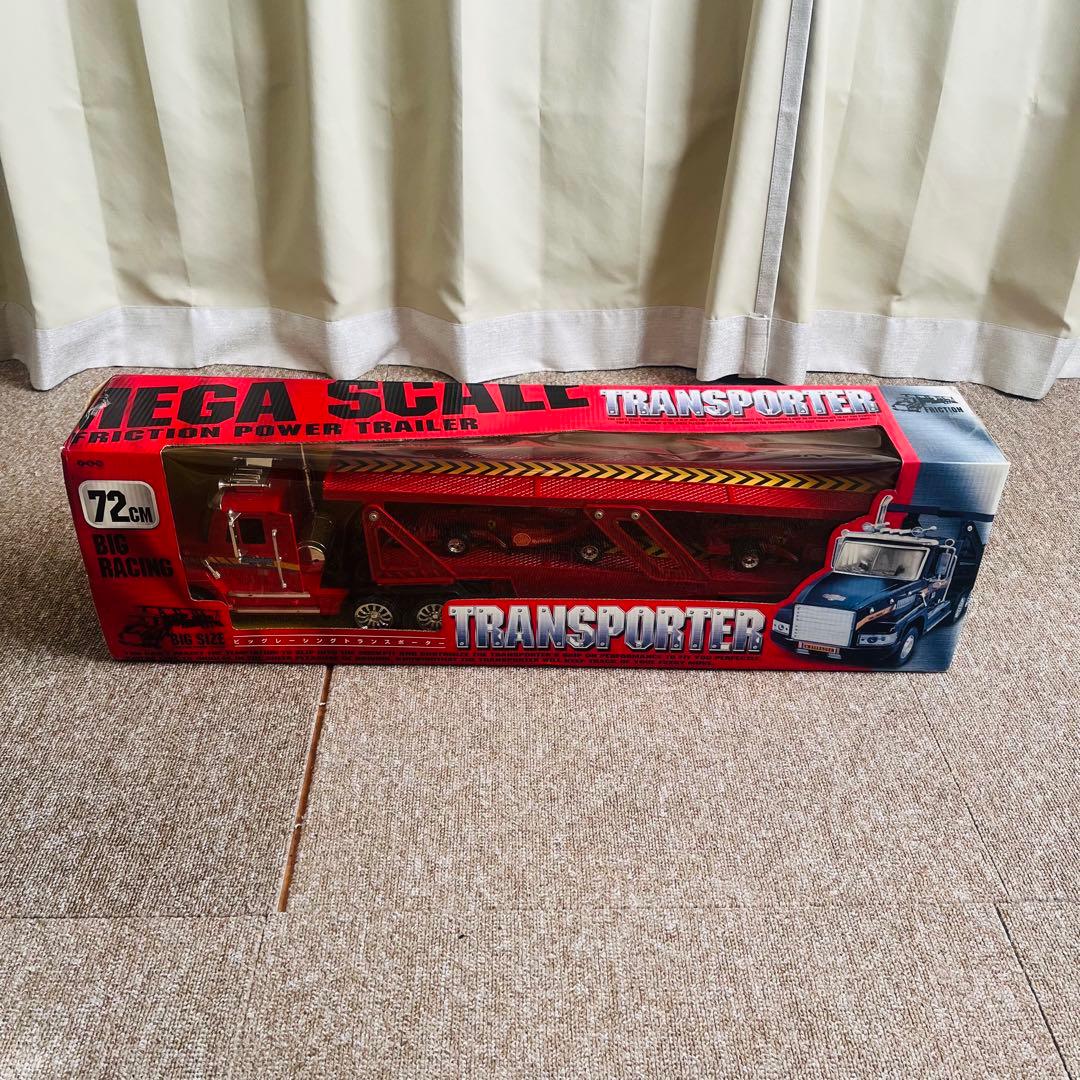 MEGA SCALE
TRANSPORTER
FRICTION POWER TRAILER
FRICTION
72CM
BIG
RACING
BIG SIZE
ビッグレーシングトランスポーター
TRANSPORTER
CHALLENGER